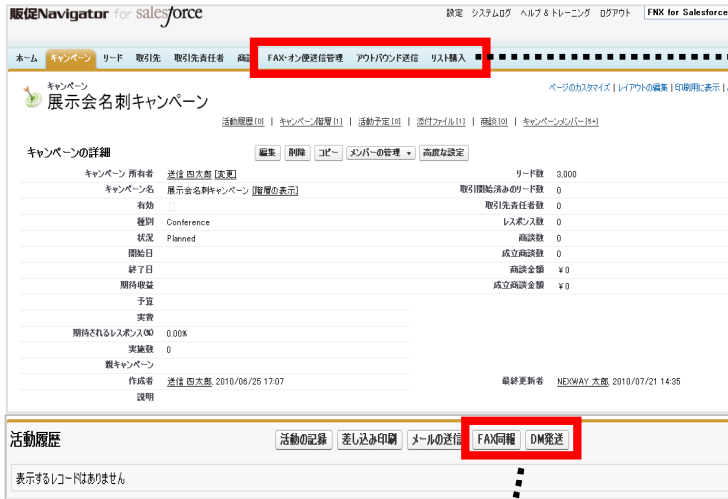 販促Navigator for salesforce
設定 システムログ ヘルプ & トレーニング ログアウト FNX for Salesforce
ホーム キャンペーン リード 取引先 取引先責任者 FAX・オン便送信管理 アウトバウンド送信 リスト購入
キャンペーン
展示会名刺キャンペーン
ページのカスタマイズ | レイアウトの編集 | 印刷用に表示 |
活動履歴 [0] | キャンペーン階層 [1] | 活動予定 [0] | 添付ファイル [1] | 商談 [0] | キャンペーンメンバー [5+]
キャンペーンの詳細 編集 削除 コピー メンバーの管理 高度な設定
キャンペーン 所有者 送信 四太郎 [変更] リード数 3,000
キャンペーン名 展示会名刺キャンペーン [階層の表示] 取引開始済みのリード数 0
有効 取引先責任者数 0
種別 Conference レスポンス数 0
状況 Planned 商談数 0
開始日 成立商談数 0
終了日 商談金額 ¥0
期待収益 成立商談金額 ¥0
予算
実費
期待されるレスポンス(%) 0.00%
実施数 0
親キャンペーン
作成者 送信 四太郎, 2010/06/25 17:07 最終更新者 NEXWAY 太郎, 2010/07/21 14:35
説明
活動履歴 活動の記録 差し込み印刷 メールの送信 FAX同報 DM発送
表示するレコードはありません